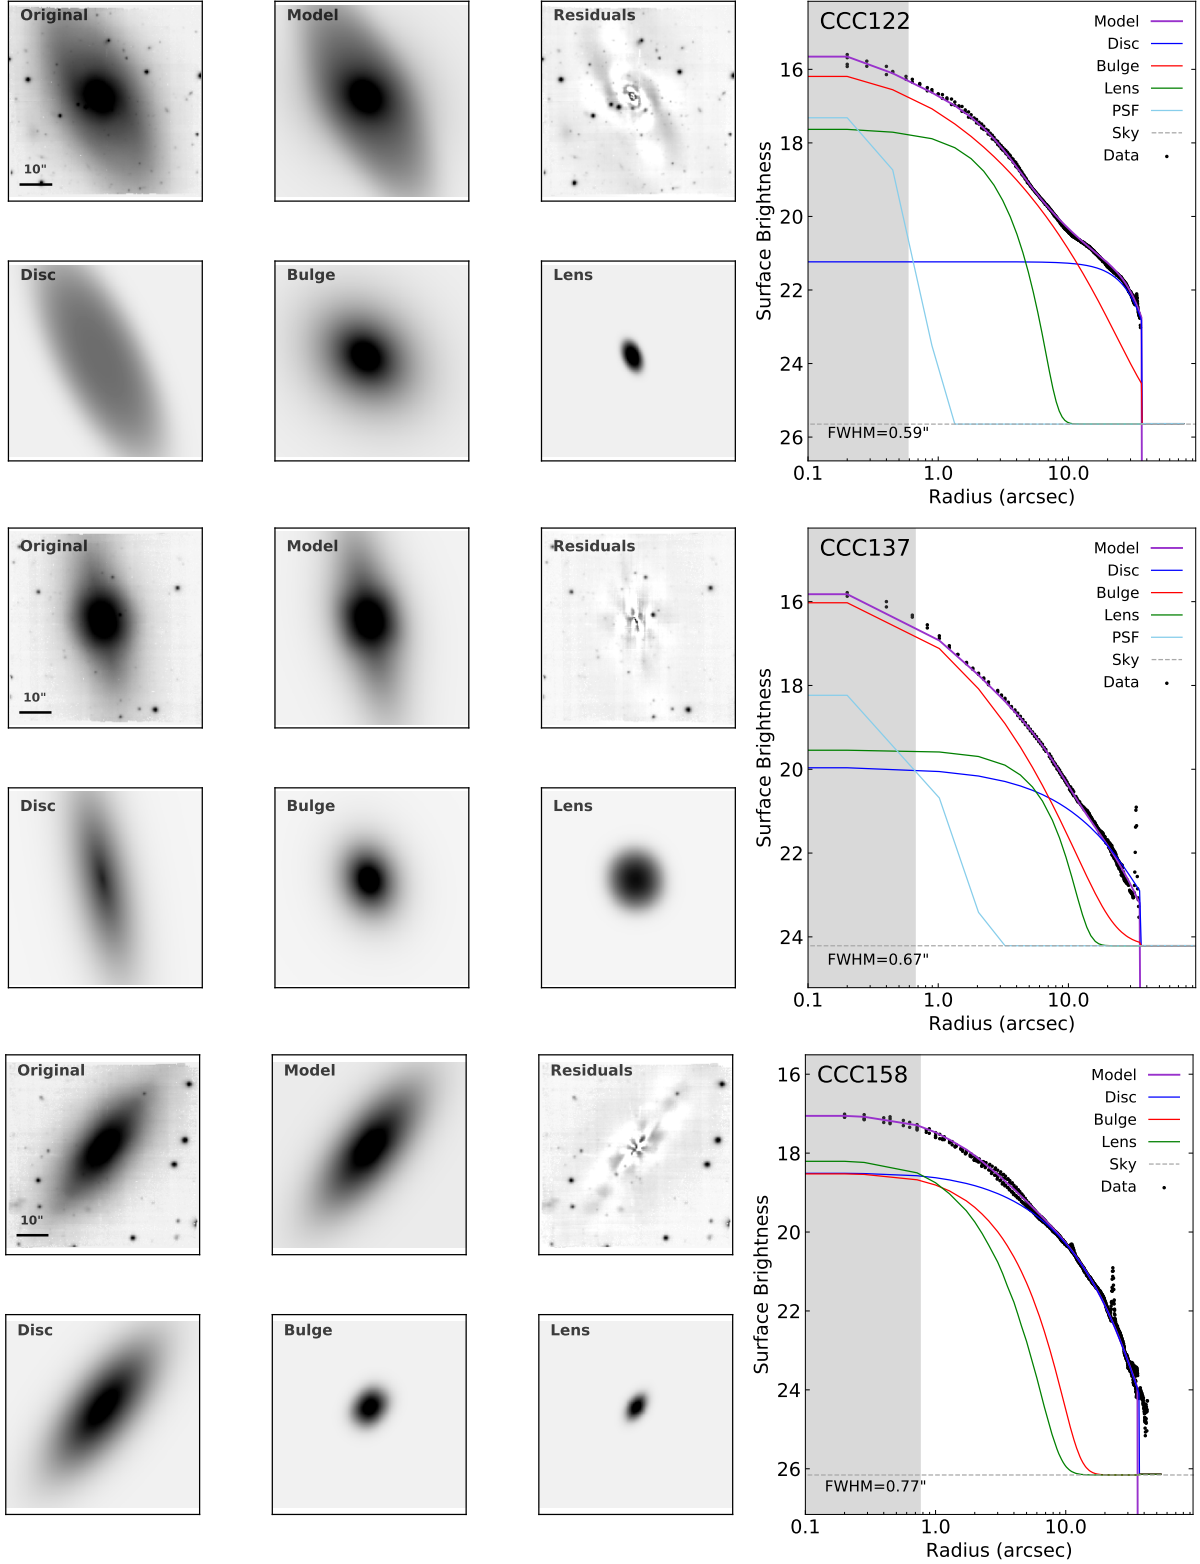 Original
10"
Model
Residuals
Disc
Bulge
Lens
CCC122
Model
Disc
Bulge
Lens
PSF
Sky
Data
FWHM=0.59"
Surface Brightness
16
18
20
22
24
26
0.1 1.0 10.0
Radius (arcsec)
Original
10"
Model
Residuals
Disc
Bulge
Lens
CCC137
Model
Disc
Bulge
Lens
PSF
Sky
Data
FWHM=0.67"
Surface Brightness
16
18
20
22
24
0.1 1.0 10.0
Radius (arcsec)
Original
10"
Model
Residuals
Disc
Bulge
Lens
CCC158
Model
Disc
Bulge
Lens
Sky
Data
FWHM=0.77"
Surface Brightness
16
18
20
22
24
26
0.1 1.0 10.0
Radius (arcsec)